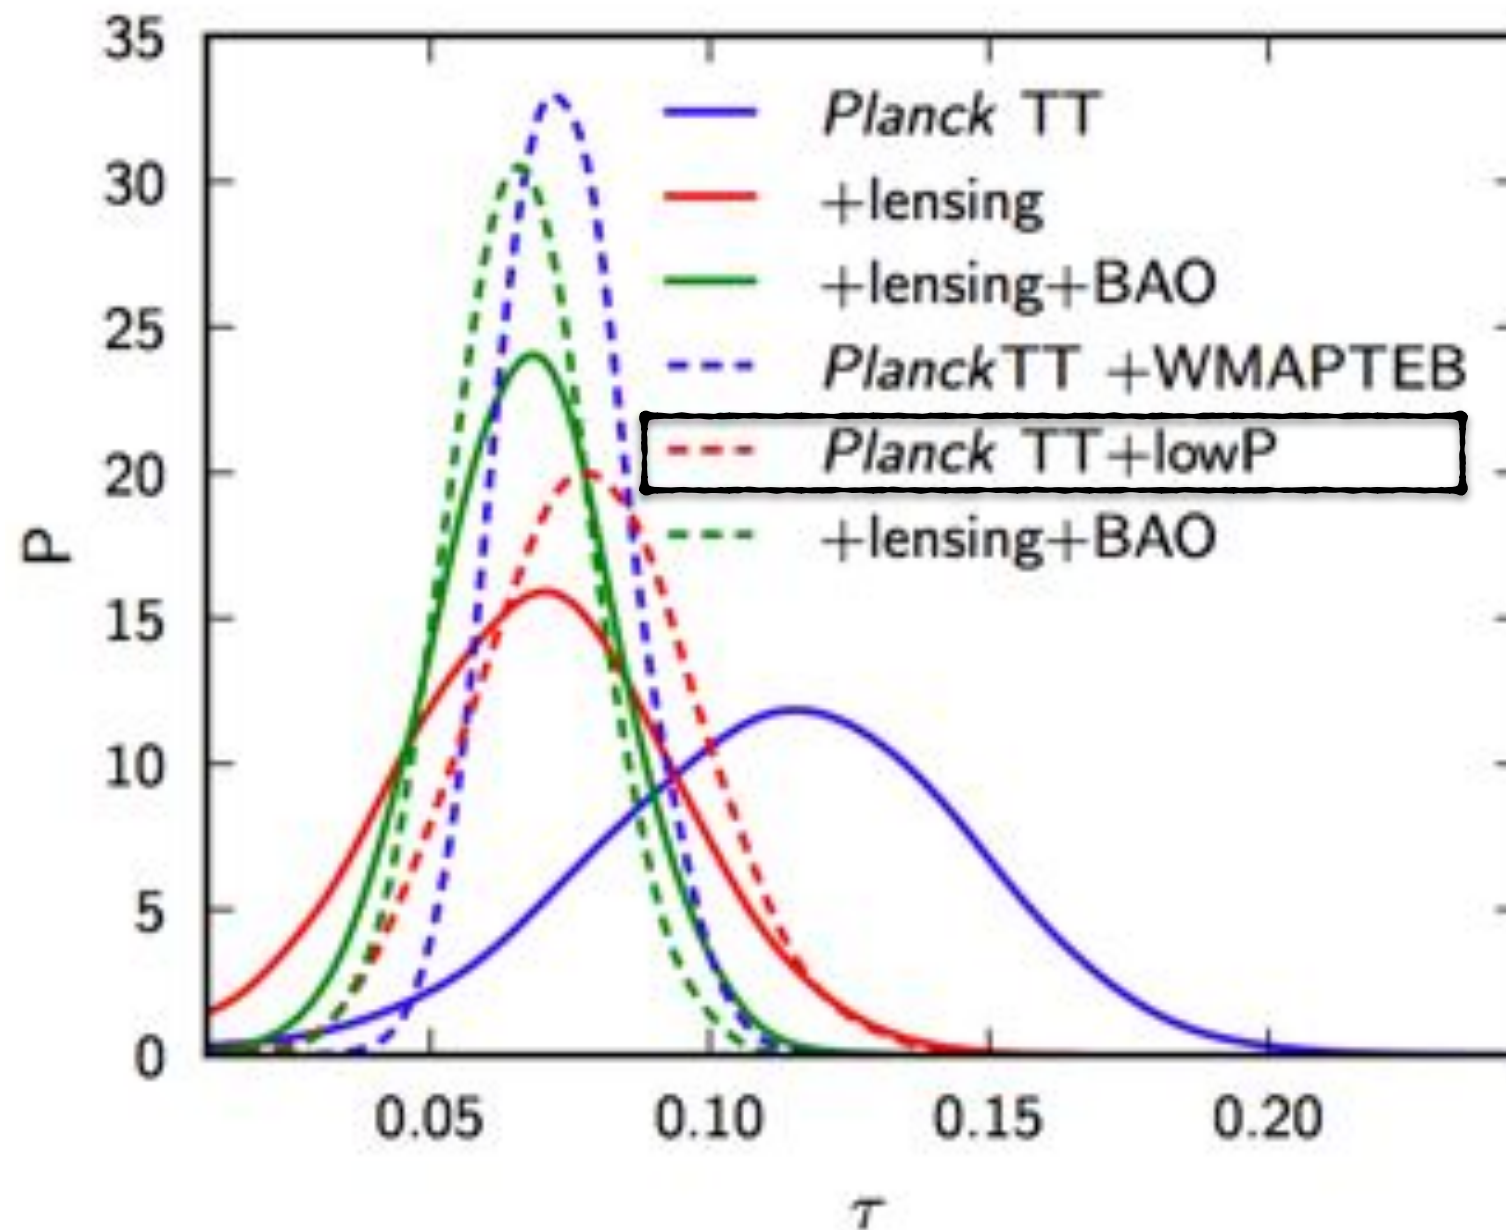 35
30
25
20
15
10
5
0
P
Planck TT
+lensing
+lensing+BAO
PlanckTT +WMAPTEB
Planck TT+lowP
+lensing+BAO
0.05 0.10 0.15 0.20
τ